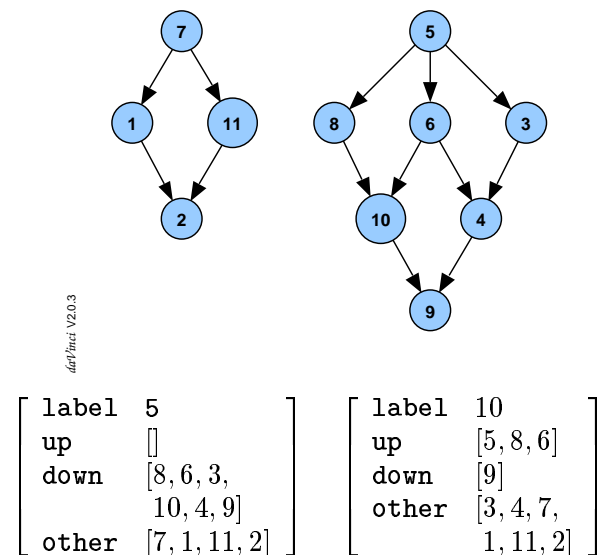 7
5
1
11
8
6
3
2
10
4
9
daVinci V2.0.3
label 5
up []
down [8, 6, 3,
10, 4, 9]
other [7, 1, 11, 2]
label 10
up [5, 8, 6]
down [9]
other [3, 4, 7,
1, 11, 2]